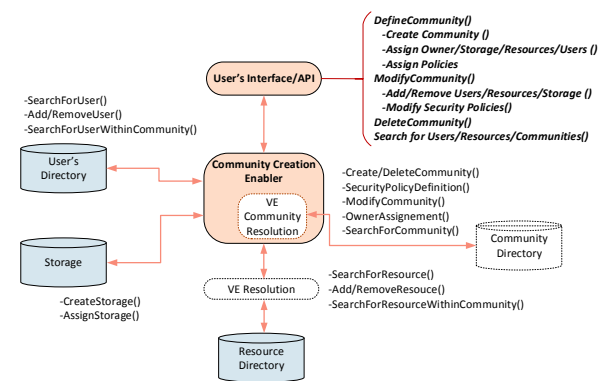 DefineCommunity()
-Create Community ()
-Assign Owner/Storage/Resources/Users ()
-Assign Policies
ModifyCommunity()
-Add/Remove Users/Resources/Storage ()
-Modify Security Policies()
DeleteCommunity()
Search for Users/Resources/Communities()
User's Interface/API
-SearchForUser()
-Add/RemoveUser()
-SearchForUserWithinCommunity()
User's
Directory
Community Creation
Enabler
VE
Community
Resolution
-Create/DeleteCommunity()
-SecurityPolicyDefinition()
-ModifyCommunity()
-OwnerAssignement()
-SearchForCommunity()
Community
Directory
Storage
-CreateStorage()
-AssignStorage()
VE Resolution
-SearchForResource()
-Add/RemoveResouce()
-SearchForResourceWithinCommunity()
Resource
Directory